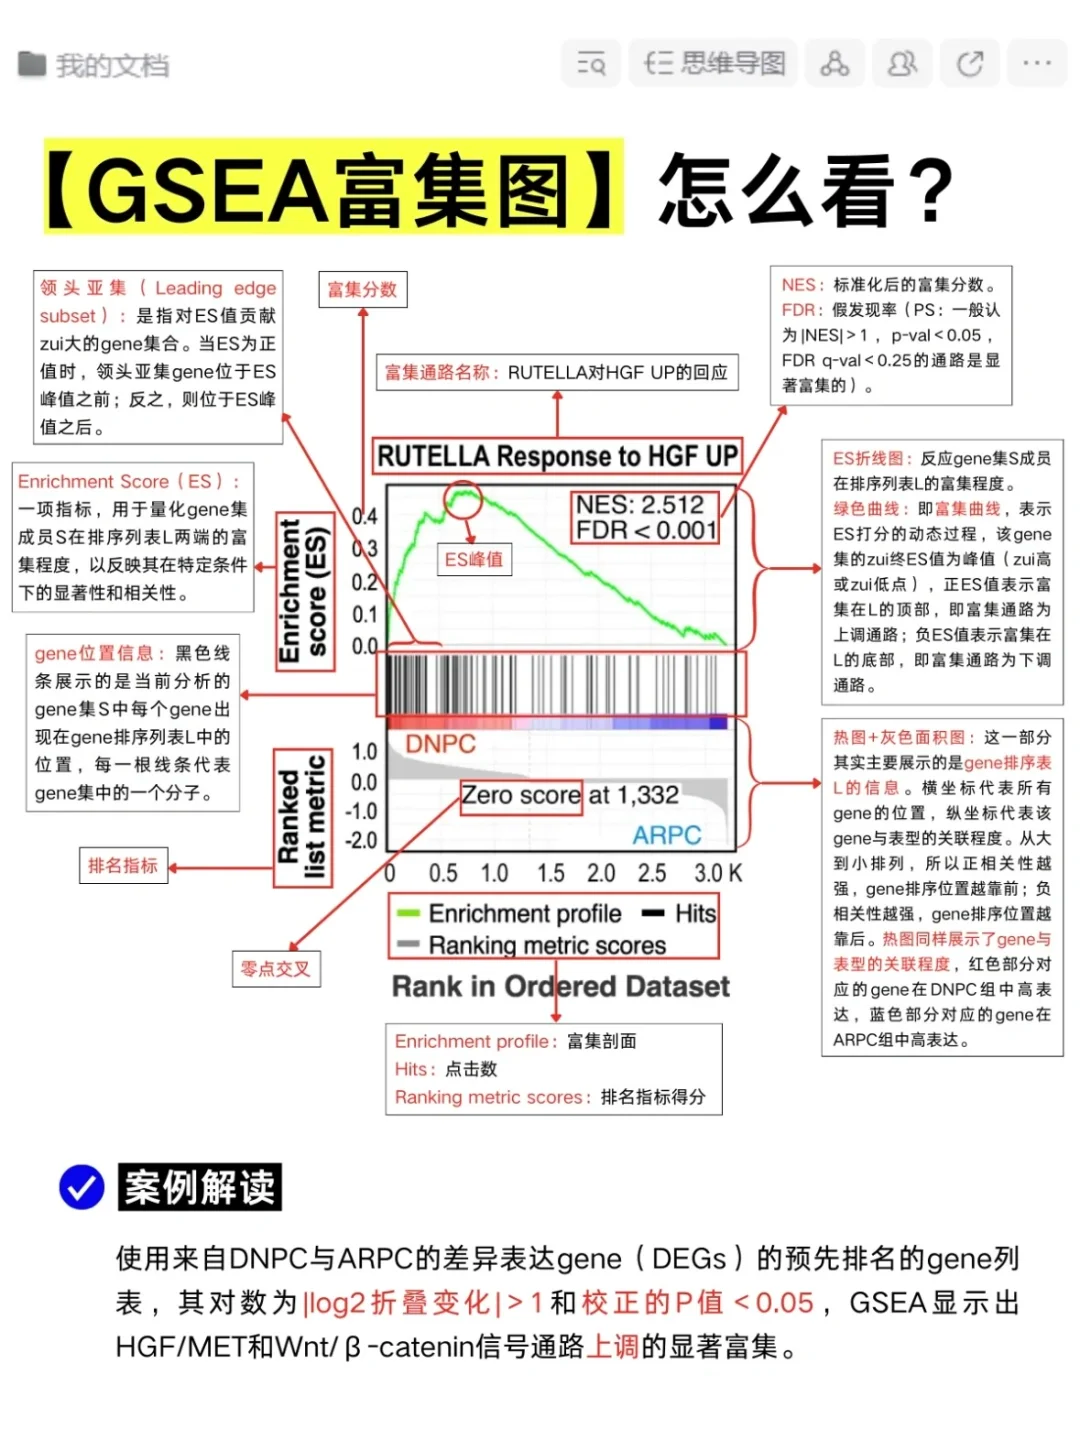 我的文档
思维导图
【GSEA富集图】怎么看？
领头亚集（Leading edge
subset）：是指对ES值贡献
zui大的gene集合。当ES为正
值时，领头亚集gene位于ES
峰值之前；反之，则位于ES峰
值之后。
富集分数
NES：标准化后的富集分数。
FDR：假发现率（PS：一般认
为|NES|>1，p-val<0.05，
FDR q-val<0.25的通路是显
著富集的）。
富集通路名称：RUTELLA对HGF UP的回应
RUTELLA Response to HGF UP
Enrichment Score（ES）：
一项指标，用于量化gene集
成员S在排序列表L两端的富
集程度，以反映其在特定条件
下的显著性和相关性。
Enrichment
score (ES)
0.4
0.3
0.2
0.1
0.0
NES: 2.512
FDR < 0.001
ES峰值
ES折线图：反应gene集S成员
在排序列表L的富集程度。
绿色曲线：即富集曲线，表示
ES打分的动态过程，该gene
集的zui终ES值为峰值（zui高
或zui低点），正ES值表示富
集在L的顶部，即富集通路为
上调通路；负ES值表示富集在
L的底部，即富集通路为下调
通路。
gene位置信息：黑色线
条展示的是当前分析的
gene集S中每个gene出
现在gene排序列表L中的
位置，每一根线条代表
gene集中的一个分子。
热图+灰色面积图：这一部分
其实主要展示的是gene排序表
L的信息。横坐标代表所有
gene的位置，纵坐标代表该
gene与表型的关联程度。从大
到小排列，所以正相关性越
强，gene排序位置越靠前；负
相关性越强，gene排序位置越
靠后。热图同样展示了gene与
表型的关联程度，红色部分对
应的gene在DNPC组中高表
达，蓝色部分对应的gene在
ARPC组中高表达。
Ranked
list metric
1.0
0.0
-1.0
-2.0
DNPC
Zero score at 1,332
ARPC
0 0.5 1.0 1.5 2.0 2.5 3.0 K
排名指标
零点交叉
Enrichment profile Hits
Ranking metric scores
Rank in Ordered Dataset
Enrichment profile：富集剖面
Hits：点击数
Ranking metric scores：排名指标得分
案例解读
使用来自DNPC与ARPC的差异表达gene（DEGs）的预先排名的gene列
表，其对数为|log2折叠变化|>1和校正的P值<0.05，GSEA显示出
HGF/MET和Wnt/β-catenin信号通路上调的显著富集。